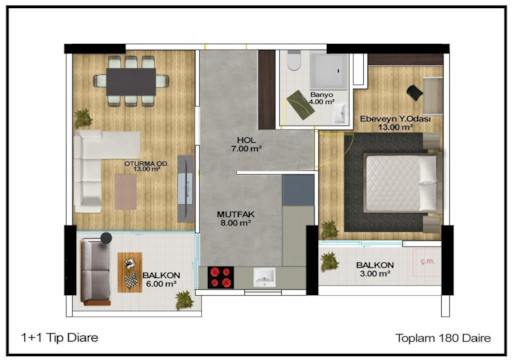 Banyo
4.00 m²
Ebeveyn Y.Odası
13.00 m²
HOL
7.00 m²
OTURMA OD.
13.00 m²
MUTFAK
8.00 m²
BALKON
6.00 m²
BALKON
3.00 m²
ç.m.
1+1 Tip Diare
Toplam 180 Daire